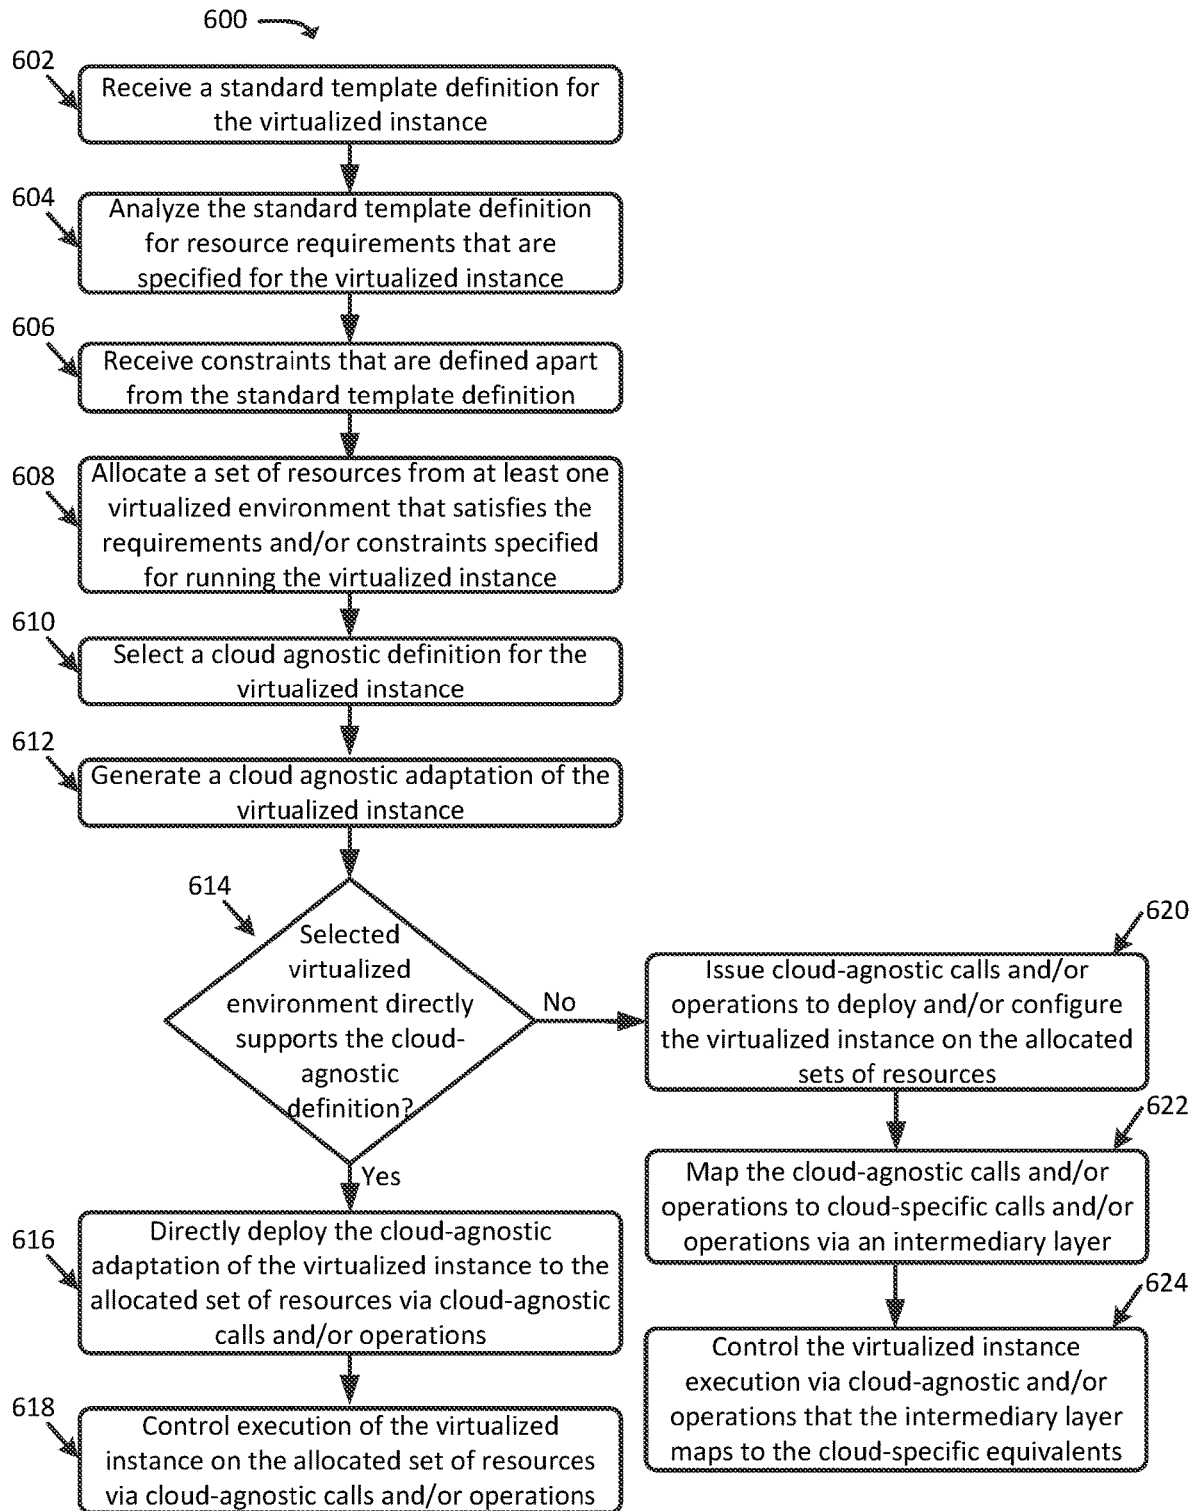 600
602
Receive a standard template definition for
the virtualized instance
604
Analyze the standard template definition
for resource requirements that are
specified for the virtualized instance
606
Receive constraints that are defined apart
from the standard template definition
608
Allocate a set of resources from at least one
virtualized environment that satisfies the
requirements and/or constraints specified
for running the virtualized instance
610
Select a cloud agnostic definition for the
virtualized instance
612
Generate a cloud agnostic adaptation of the
virtualized instance
614
Selected
virtualized
environment directly
supports the cloud-
agnostic
definition?
No
Yes
616
Directly deploy the cloud-agnostic
adaptation of the virtualized instance to the
allocated set of resources via cloud-agnostic
calls and/or operations
618
Control execution of the virtualized
instance on the allocated set of resources
via cloud-agnostic calls and/or operations
620
Issue cloud-agnostic calls and/or
operations to deploy and/or configure
the virtualized instance on the allocated
sets of resources
622
Map the cloud-agnostic calls and/or
operations to cloud-specific calls and/or
operations via an intermediary layer
624
Control the virtualized instance
execution via cloud-agnostic and/or
operations that the intermediary layer
maps to the cloud-specific equivalents